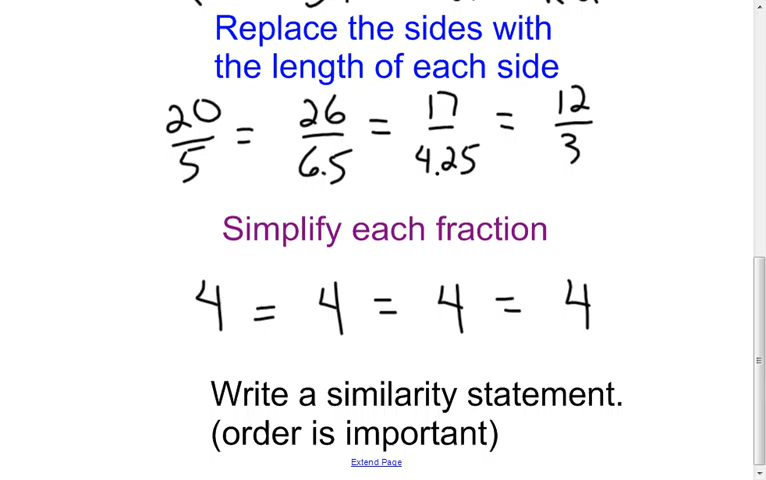 Replace the sides with
the length of each side
20/5 = 26/6.5 = 17/4.25 = 12/3
Simplify each fraction
4 = 4 = 4 = 4
Write a similarity statement.
(order is important)
Extend Page